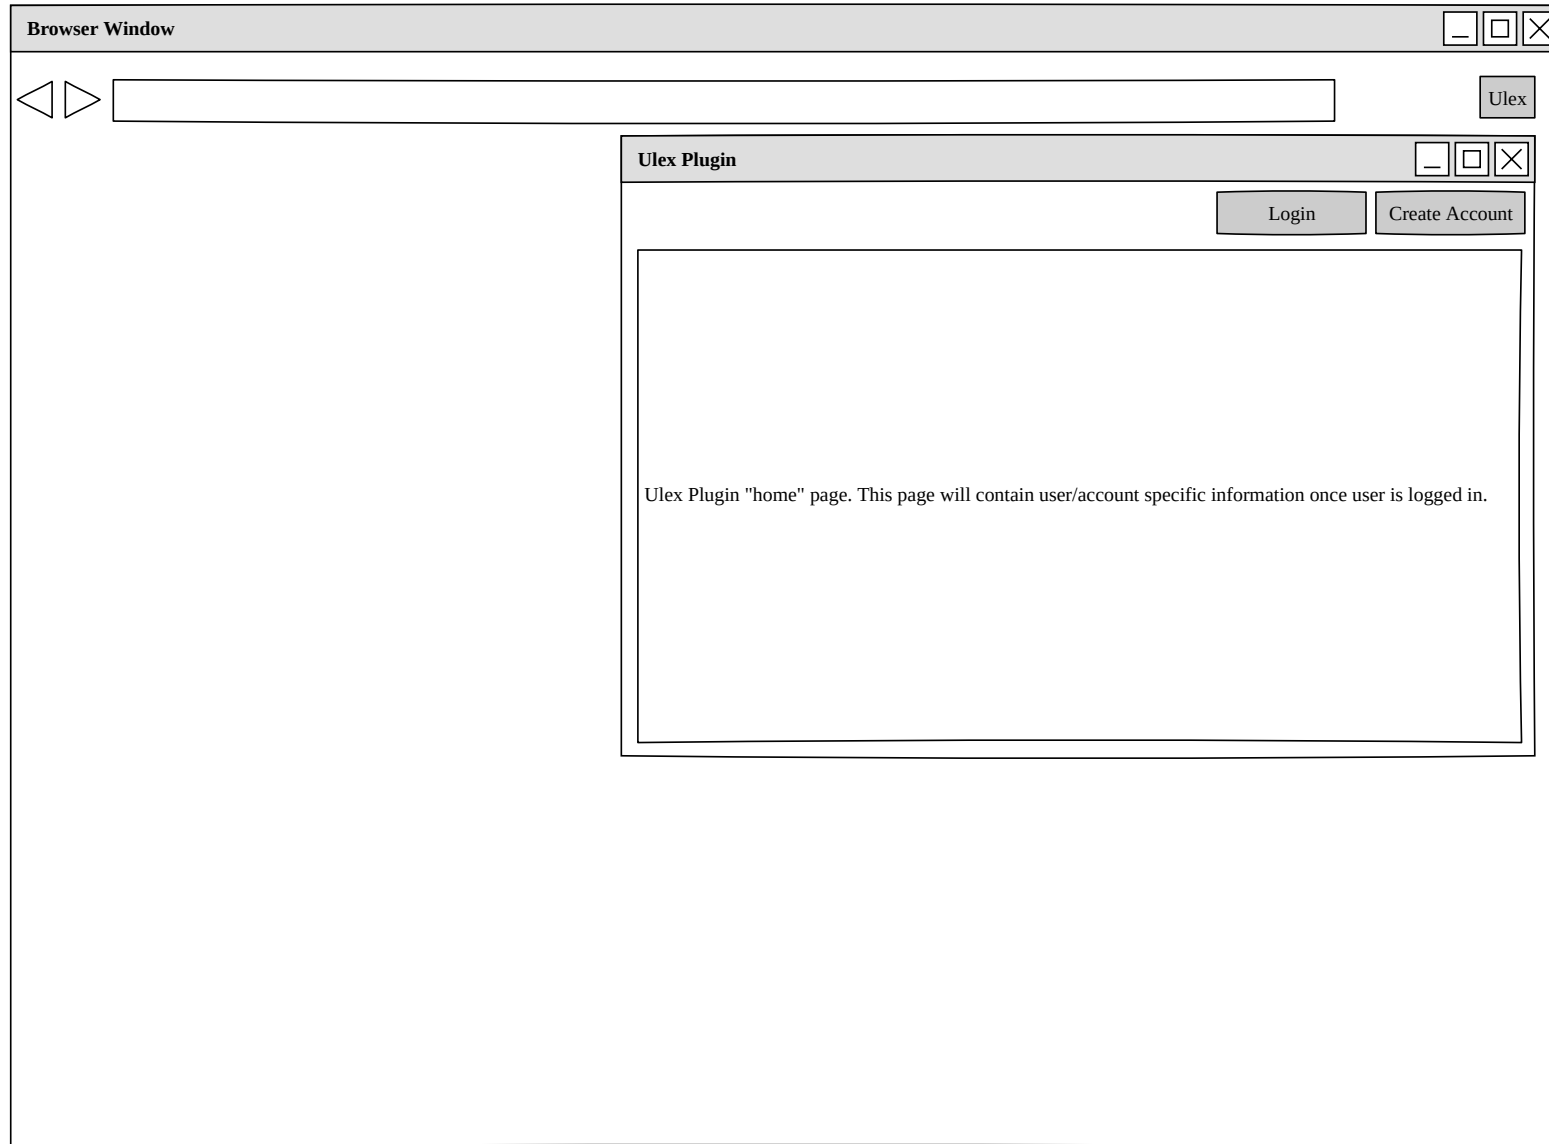 Browser Window
Ulex
Ulex Plugin
Login
Create Account
Ulex Plugin "home" page. This page will contain user/account specific information once user is logged in.